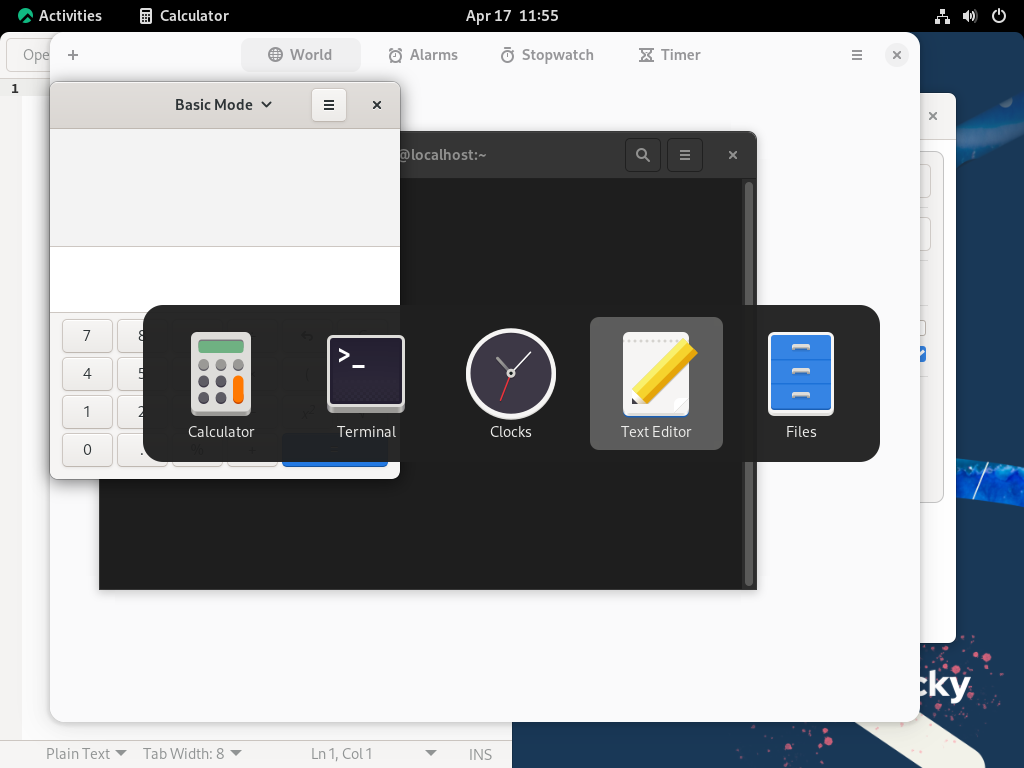 Activities Calculator Apr 17 11:55
Ope World Alarms Stopwatch Timer
1
Basic Mode
@localhost:~
7 8
4 5
1 2
0 .
>_
Calculator Terminal Clocks Text Editor Files
cky
Plain Text Tab Width: 8 Ln 1, Col 1 INS